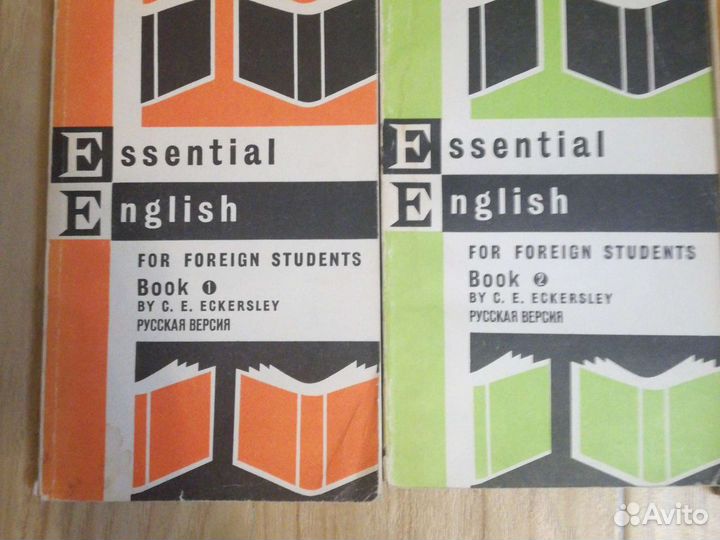 Essential
English
FOR FOREIGN STUDENTS
Book 1
BY C. E. ECKERSLEY
РУССКАЯ ВЕРСИЯ
Essential
English
FOR FOREIGN STUDENTS
Book 2
BY C. E. ECKERSLEY
РУССКАЯ ВЕРСИЯ
Avito